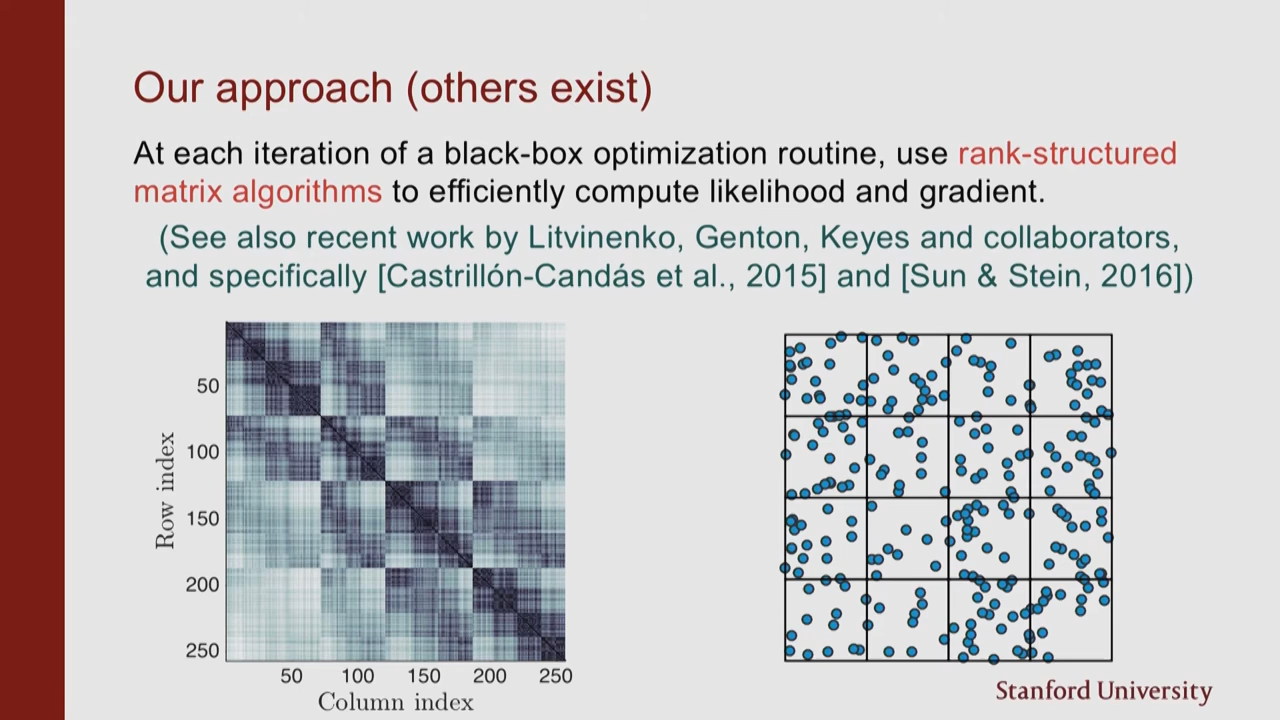 Our approach (others exist)
At each iteration of a black-box optimization routine, use rank-structured
matrix algorithms to efficiently compute likelihood and gradient.
(See also recent work by Litvinenko, Genton, Keyes and collaborators,
and specifically [Castrillón-Candás et al., 2015] and [Sun & Stein, 2016])
50
100
150
200
250
Row index
50 100 150 200 250
Column index
Stanford University